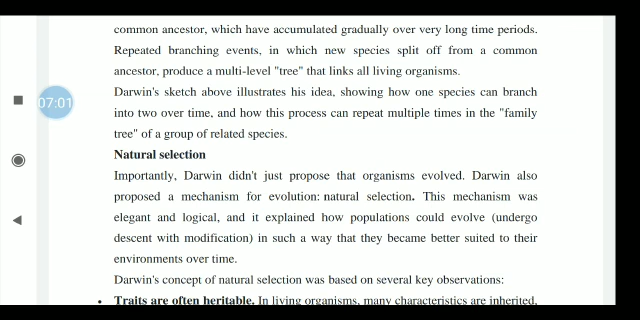 common ancestor, which have accumulated gradually over very long time periods.
Repeated branching events, in which new species split off from a common
ancestor, produce a multi-level "tree" that links all living organisms.
07:01
Darwin's sketch above illustrates his idea, showing how one species can branch
into two over time, and how this process can repeat multiple times in the "family
tree" of a group of related species.
Natural selection
Importantly, Darwin didn't just propose that organisms evolved. Darwin also
proposed a mechanism for evolution: natural selection. This mechanism was
elegant and logical, and it explained how populations could evolve (undergo
descent with modification) in such a way that they became better suited to their
environments over time.
Darwin's concept of natural selection was based on several key observations:
• Traits are often heritable. In living organisms, many characteristics are inherited,